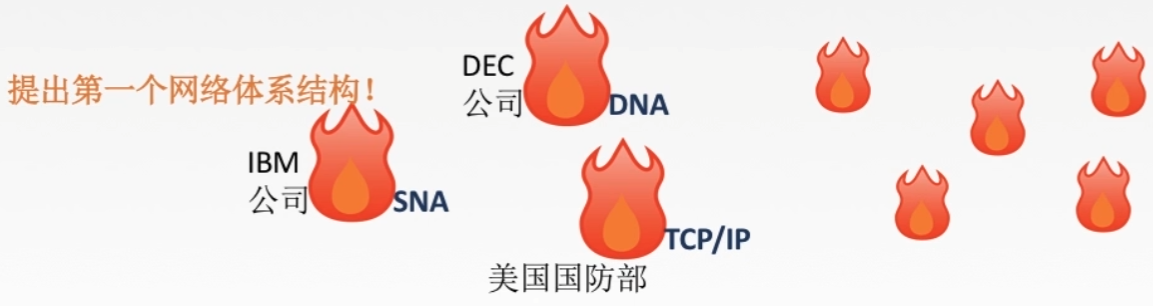 提出第一个网络体系结构！
IBM
公司
SNA
DEC
公司
DNA
TCP/IP
美国国防部